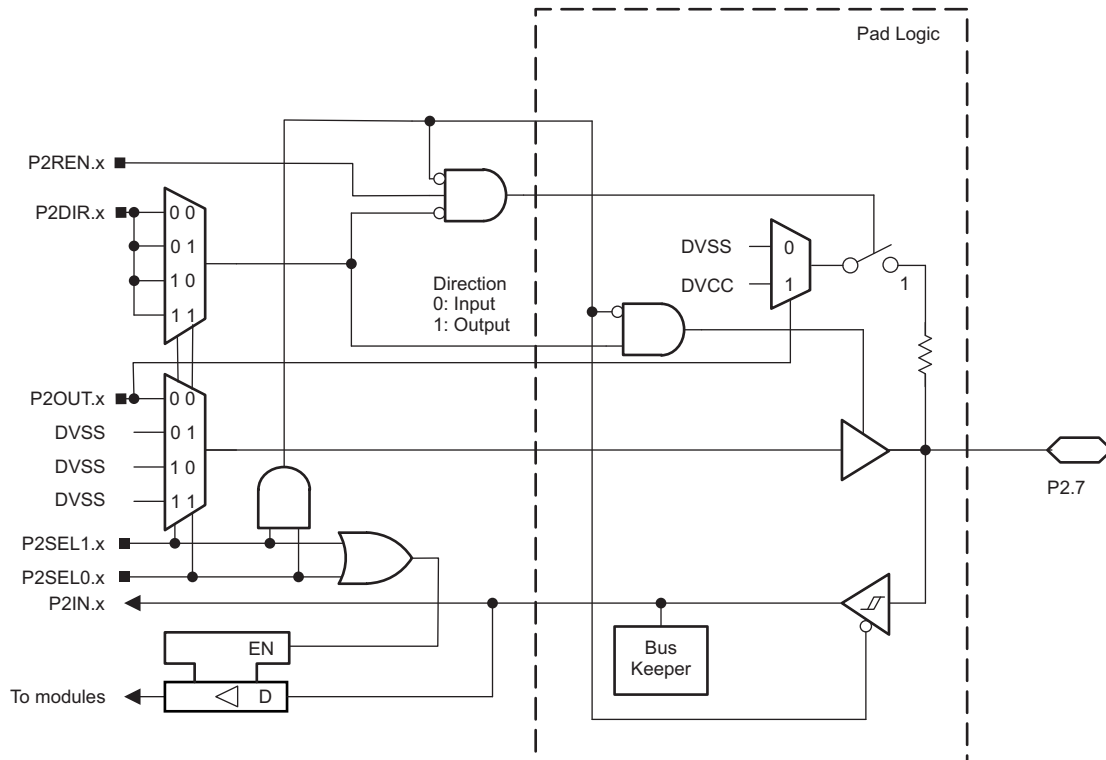 Pad Logic
P2REN.x
P2DIR.x
0 0
0 1
1 0
1 1
Direction
0: Input
1: Output
DVSS
0
DVCC
1
1
P2OUT.x
0 0
DVSS
0 1
DVSS
1 0
DVSS
1 1
P2.7
P2SEL1.x
P2SEL0.x
P2IN.x
Bus
Keeper
EN
To modules
D